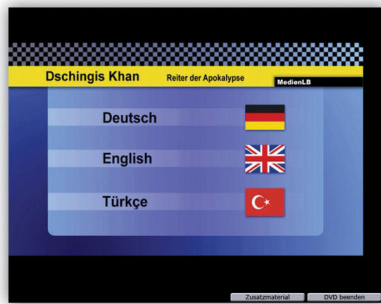 Dschingis Khan Reiter der Apokalypse
MedienLB
Deutsch
English
Türkçe
Zusatzmaterial DVD beenden